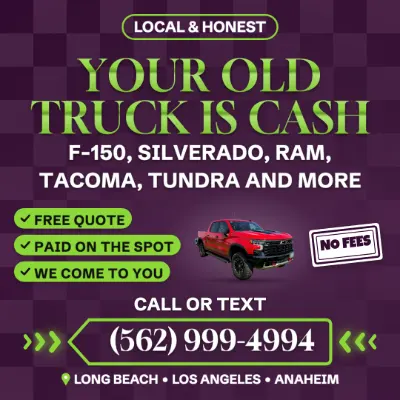 LOCAL & HONEST
YOUR OLD
TRUCK IS CASH
F-150, SILVERADO, RAM,
TACOMA, TUNDRA AND MORE
FREE QUOTE
PAID ON THE SPOT
WE COME TO YOU
NO FEES
CALL OR TEXT
(562) 999-4994
LONG BEACH • LOS ANGELES • ANAHEIM